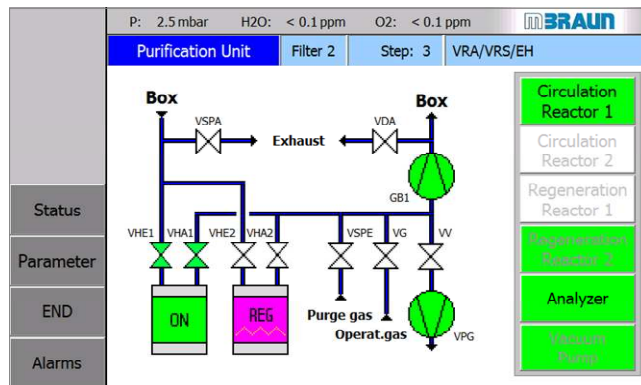 P: 2.5 mbar H2O: < 0.1 ppm O2: < 0.1 ppm MBRAUN
Purification Unit Filter 2 Step: 3 VRA/VRS/EH
Box Box
VSPA VDA
Exhaust
GB1
VHE1 VHA1 VHE2 VHA2 VSPE VG VV
ON REG
Purge gas
Operat.gas
VPG
Status
Parameter
END
Alarms
Circulation
Reactor 1
Circulation
Reactor 2
Regeneration
Reactor 1
Regeneration
Reactor 2
Analyzer
Vacuum
Pump